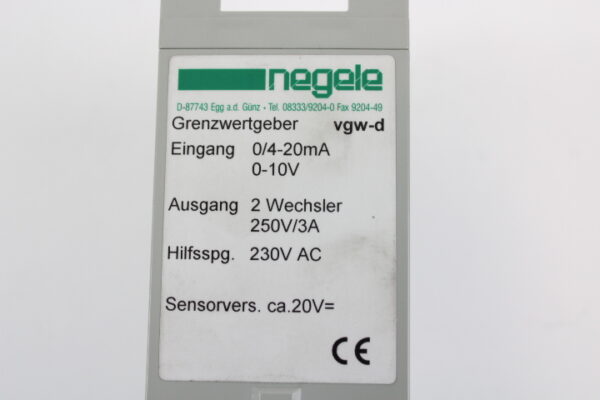 negele
D-87743 Egg a.d. Günz • Tel. 08333/9204-0 Fax 9204-49
Grenzwertgeber vgw-d
Eingang 0/4-20mA
0-10V
Ausgang 2 Wechsler
250V/3A
Hilfsspg. 230V AC
Sensorvers. ca.20V=
CE